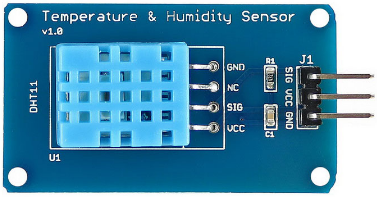 Temperature & Humidity Sensor
v1.0
DHT11
U1
GND
NC
SIG
VCC
R1
C1
J1
SIG
VCC
GND